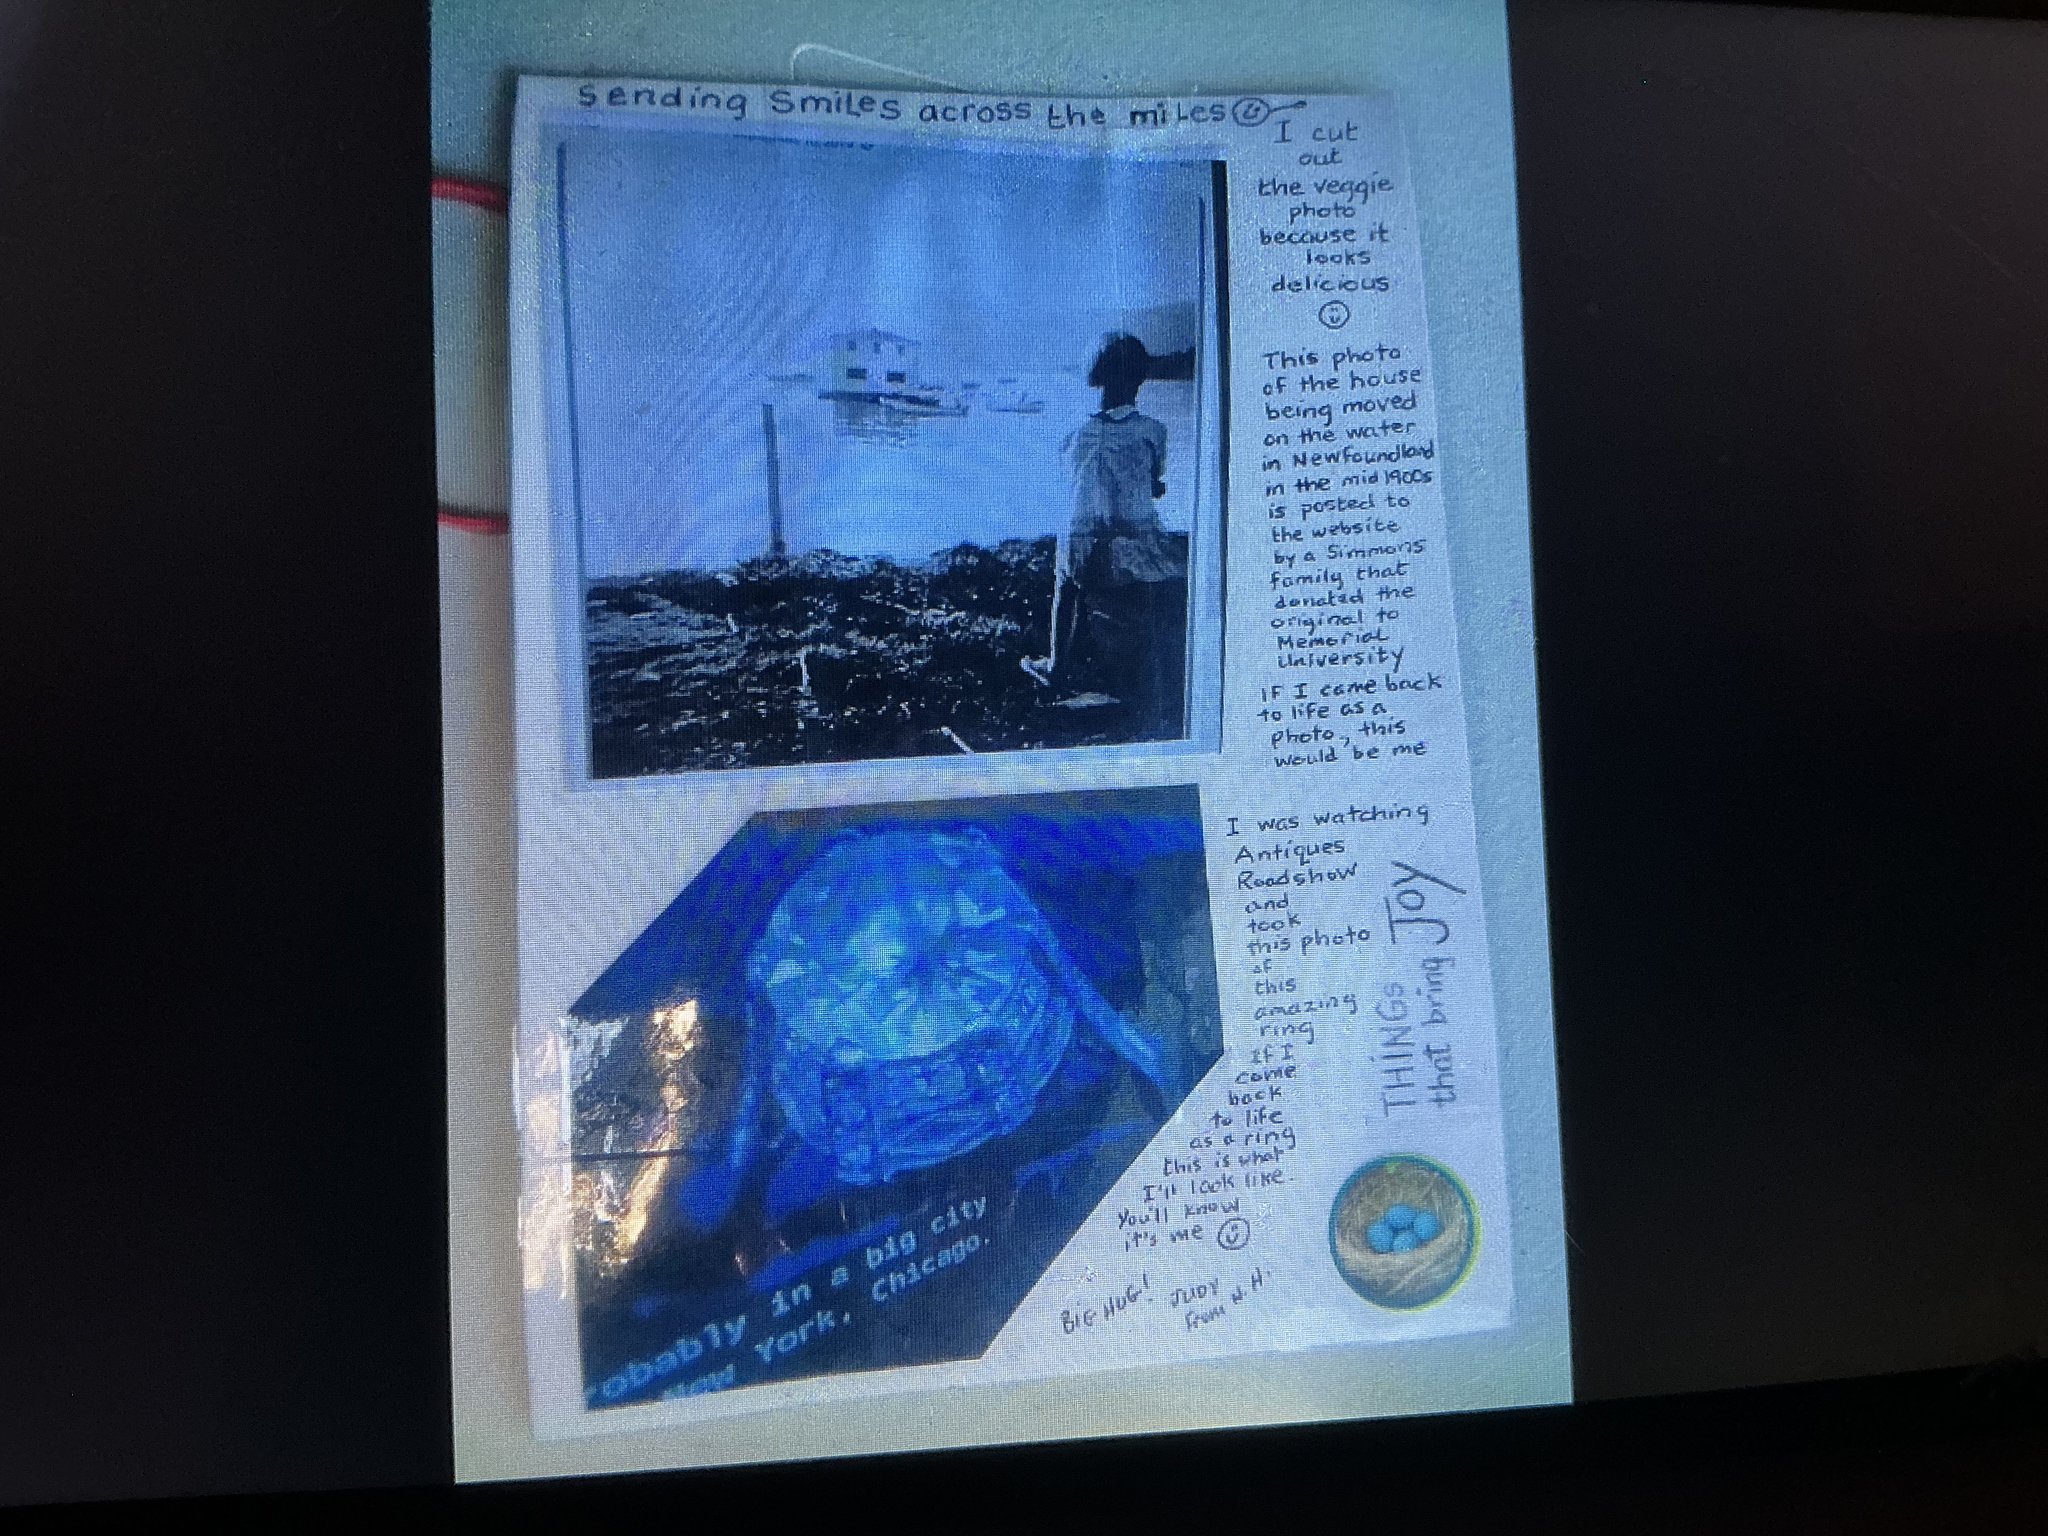 Sending Smiles across the miles
I cut
out
the veggie
photo
because it
looks
delicious
This photo
of the house
being moved
on the water
in Newfoundland
in the mid 1900s
is posted to
the website
by a Simmons
family that
donated the
original to
Memorial
University
IF I came back
to life as a
photo, this
would be me
I was watching
Antiques
Roadshow
and
took
this photo
of
this
amazing
ring
If I
come
back
to life
as a ring
this is what
I'll look like.
You'll know
it's me
BIG HUG!
JUDY
from N.H.
THINGS
that bring Joy
robably in a big city
New York, Chicago.